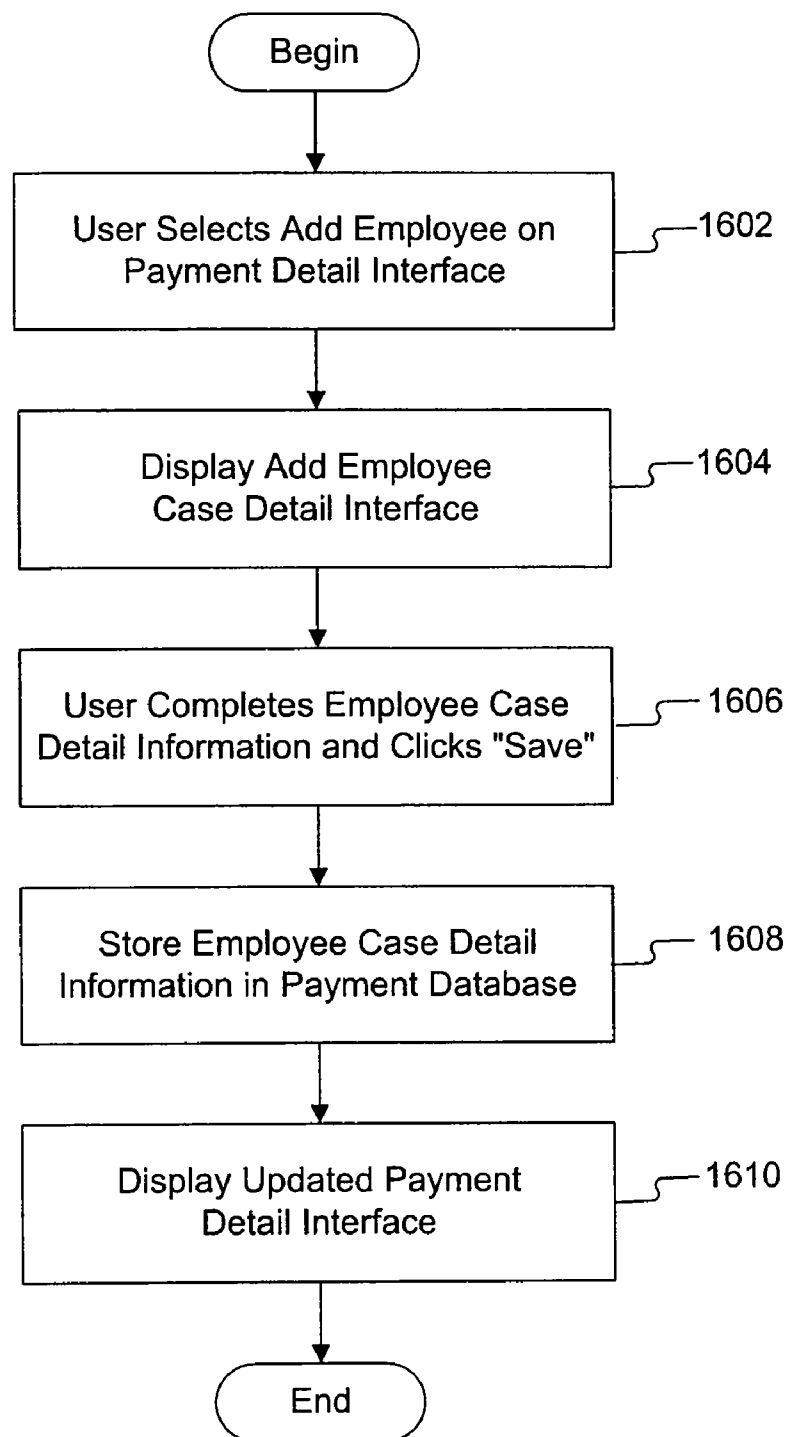 Begin
User Selects Add Employee on
Payment Detail Interface
1602
Display Add Employee
Case Detail Interface
1604
User Completes Employee Case
Detail Information and Clicks "Save"
1606
Store Employee Case Detail
Information in Payment Database
1608
Display Updated Payment
Detail Interface
1610
End